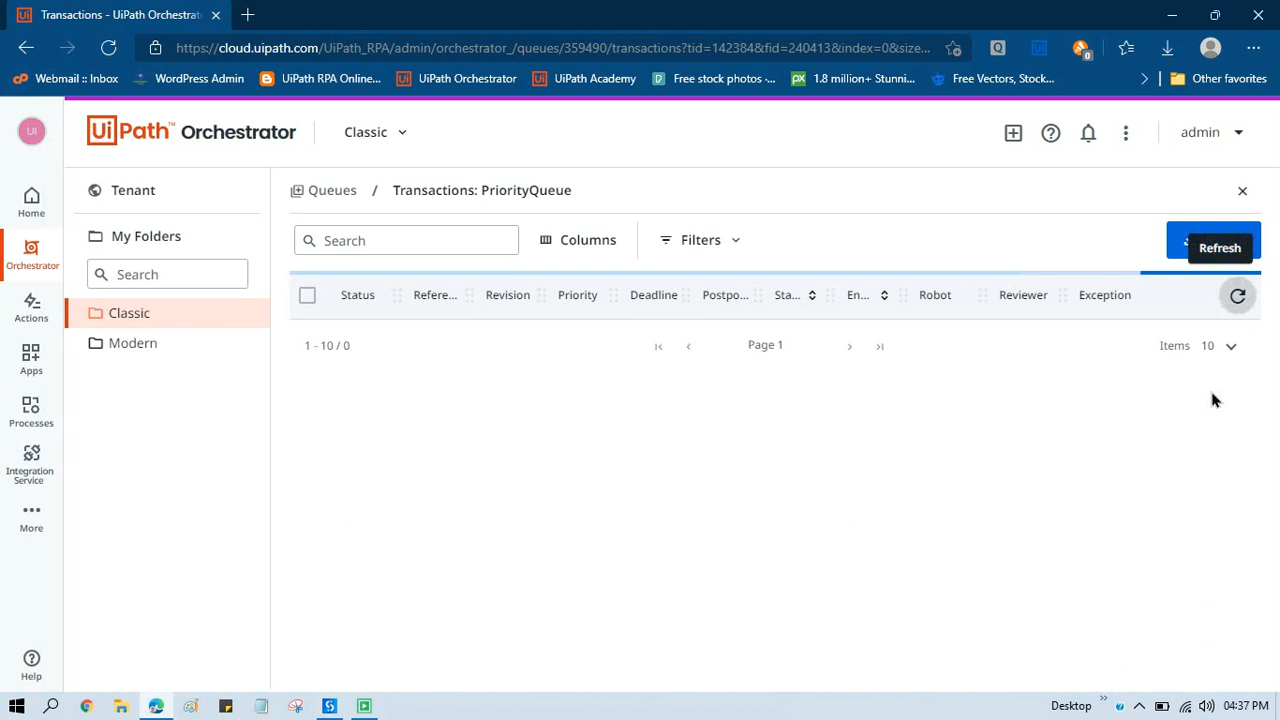 Transactions - UiPath Orchestrato
https://cloud.uipath.com/UiPath_RPA/admin/orchestrator_/queues/359490/transactions?tid=142384&fid=240413&index=0&size...
Webmail :: Inbox
WordPress Admin
UiPath RPA Online...
UiPath Orchestrator
UiPath Academy
Free stock photos -...
1.8 million+ Stunni...
Free Vectors, Stock...
Other favorites
UI
UiPath™ Orchestrator
Classic
admin
Home
Orchestrator
Actions
Apps
Processes
Integration
Service
More
Help
Tenant
My Folders
Search
Classic
Modern
Queues / Transactions: PriorityQueue
Search
Columns
Filters
Refresh
Status Refere... Revision Priority Deadline Postpo... Sta... En... Robot Reviewer Exception
1 - 10 / 0
Page 1
Items 10
Desktop
04:37 PM